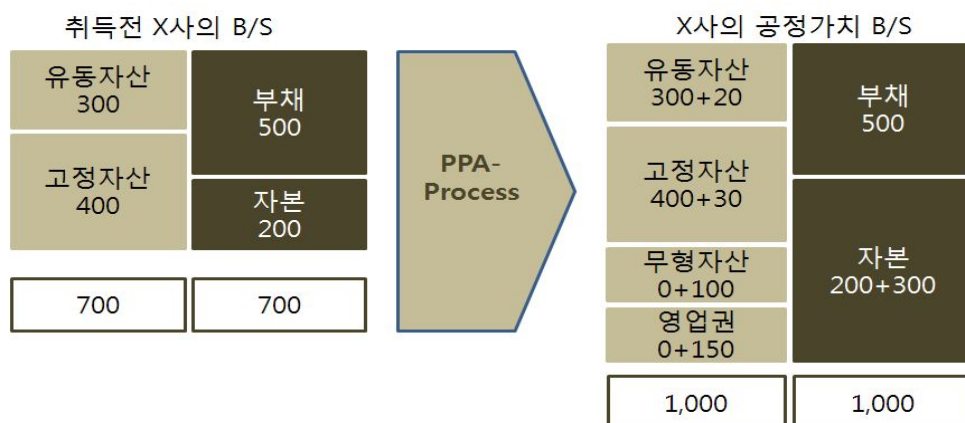 취득전 X사의 B/S
유동자산
300
고정자산
400
부채
500
자본
200
700
700
PPA-
Process
X사의 공정가치 B/S
유동자산
300+20
고정자산
400+30
무형자산
0+100
영업권
0+150
부채
500
자본
200+300
1,000
1,000